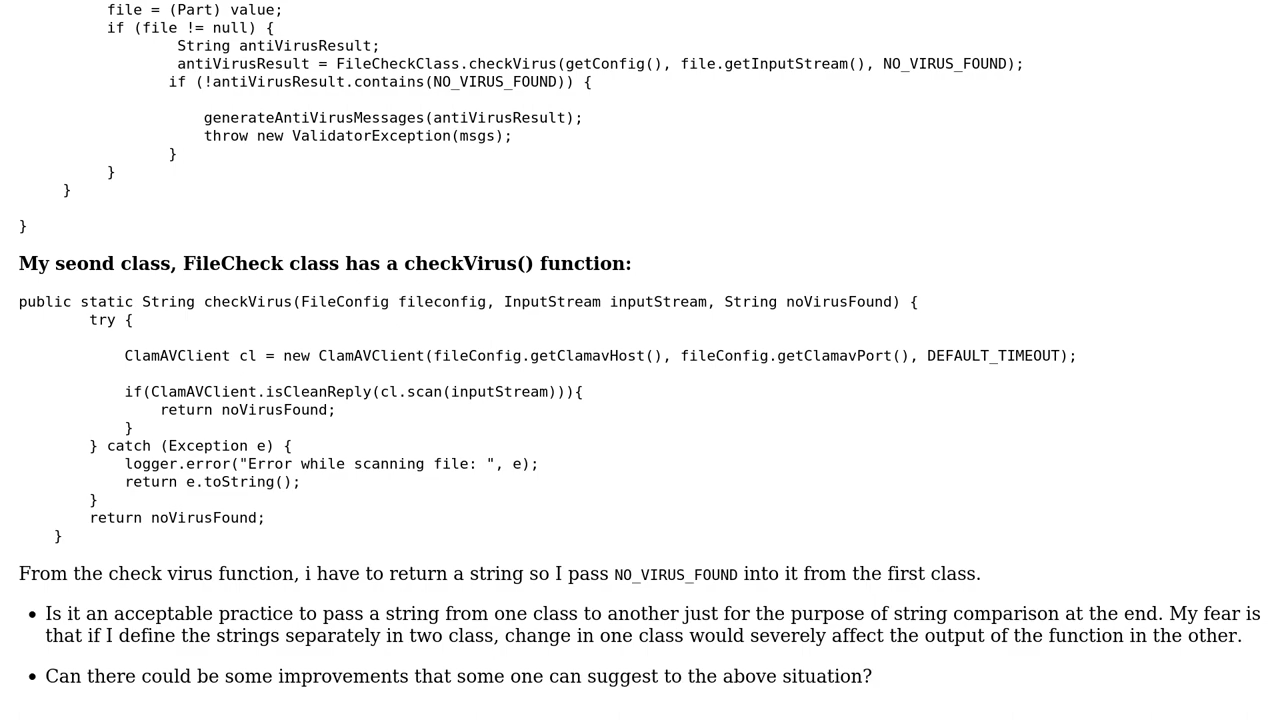 file = (Part) value;
if (file != null) {
String antiVirusResult;
antiVirusResult = FileCheckClass.checkVirus(getConfig(), file.getInputStream(), NO_VIRUS_FOUND);
if (!antiVirusResult.contains(NO_VIRUS_FOUND)) {
generateAntiVirusMessages(antiVirusResult);
throw new ValidatorException(msgs);
}
}
}
}
My seond class, FileCheck class has a checkVirus() function:
public static String checkVirus(FileConfig fileconfig, InputStream inputStream, String noVirusFound) {
try {
ClamAVClient cl = new ClamAVClient(fileConfig.getClamavHost(), fileConfig.getClamavPort(), DEFAULT_TIMEOUT);
if(ClamAVClient.isCleanReply(cl.scan(inputStream))){
return noVirusFound;
}
} catch (Exception e) {
logger.error("Error while scanning file: ", e);
return e.toString();
}
return noVirusFound;
}
From the check virus function, i have to return a string so I pass NO_VIRUS_FOUND into it from the first class.
• Is it an acceptable practice to pass a string from one class to another just for the purpose of string comparison at the end. My fear is
that if I define the strings separately in two class, change in one class would severely affect the output of the function in the other.
• Can there could be some improvements that some one can suggest to the above situation?